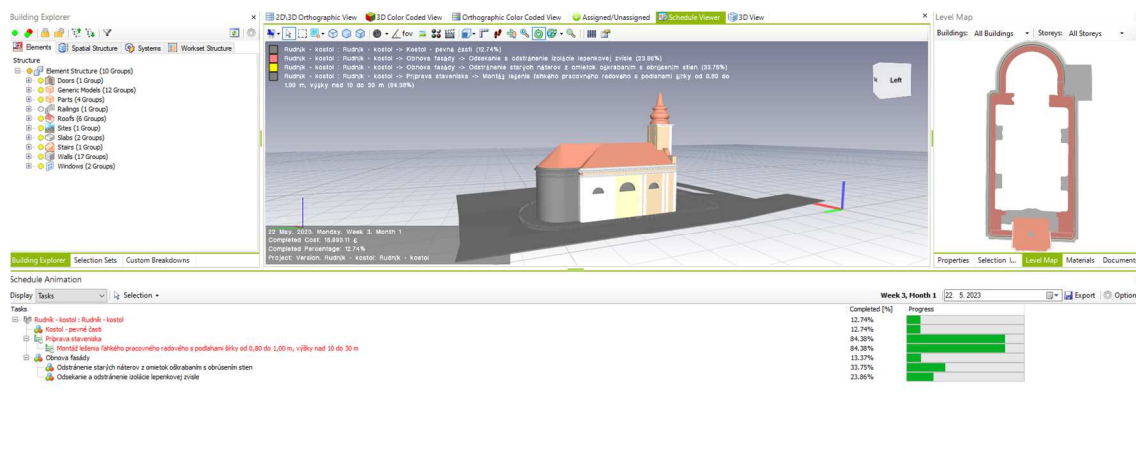 Building Explorer
2D\3D Orthographic View
3D Color Coded View
Orthographic Color Coded View
Assigned/Unassigned
Schedule Viewer
3D View
Level Map
fov
Buildings: All Buildings
Storeys: All Storeys
Elements
Spatial Structure
Systems
Workset Structure
Structure
Element Structure (10 Groups)
Doors (1 Group)
Generic Models (12 Groups)
Parts (4 Groups)
Railings (1 Group)
Roofs (6 Groups)
Sites (1 Group)
Slabs (2 Groups)
Stairs (1 Group)
Walls (17 Groups)
Windows (2 Groups)
Rudník - kostol : Rudník - kostol -> Kostol - pevné časti (12.74%)
Rudník - kostol : Rudník - kostol -> Obnova fasády -> Odsekanie a odstránenie izolácie lepenkovej zvisle (23.86%)
Rudník - kostol : Rudník - kostol -> Obnova fasády -> Odstránenie starých náterov z omietok oškrabaním s obrúsením stien (33.75%)
Rudník - kostol : Rudník - kostol -> Príprava staveniska -> Montáž lešenia ľahkého pracovného radového s podlahami šírky od 0,80 do
1,00 m, výšky nad 10 do 30 m (84.38%)
Left
22 May, 2023, Monday, Week 3, Month 1
Completed Percentage: 12.74%
Project: Version, Rudník - kostol: Rudník - kostol
Building Explorer
Selection Sets
Custom Breakdowns
Properties
Selection I...
Level Map
Materials
Document
Schedule Animation
Display Tasks
Selection
Week 3, Month 1
22. 5. 2023
Export
Option
Tasks
Completed [%]
Progress
Rudník - kostol : Rudník - kostol
12.74%
Kostol - pevné časti
12.74%
Príprava staveniska
84.38%
Montáž lešenia ľahkého pracovného radového s podlahami šírky od 0,80 do 1,00 m, výšky nad 10 do 30 m
84.38%
Obnova fasády
13.37%
Odstránenie starých náterov z omietok oškrabaním s obrúsením stien
33.75%
Odsekanie a odstránenie izolácie lepenkovej zvisle
23.86%